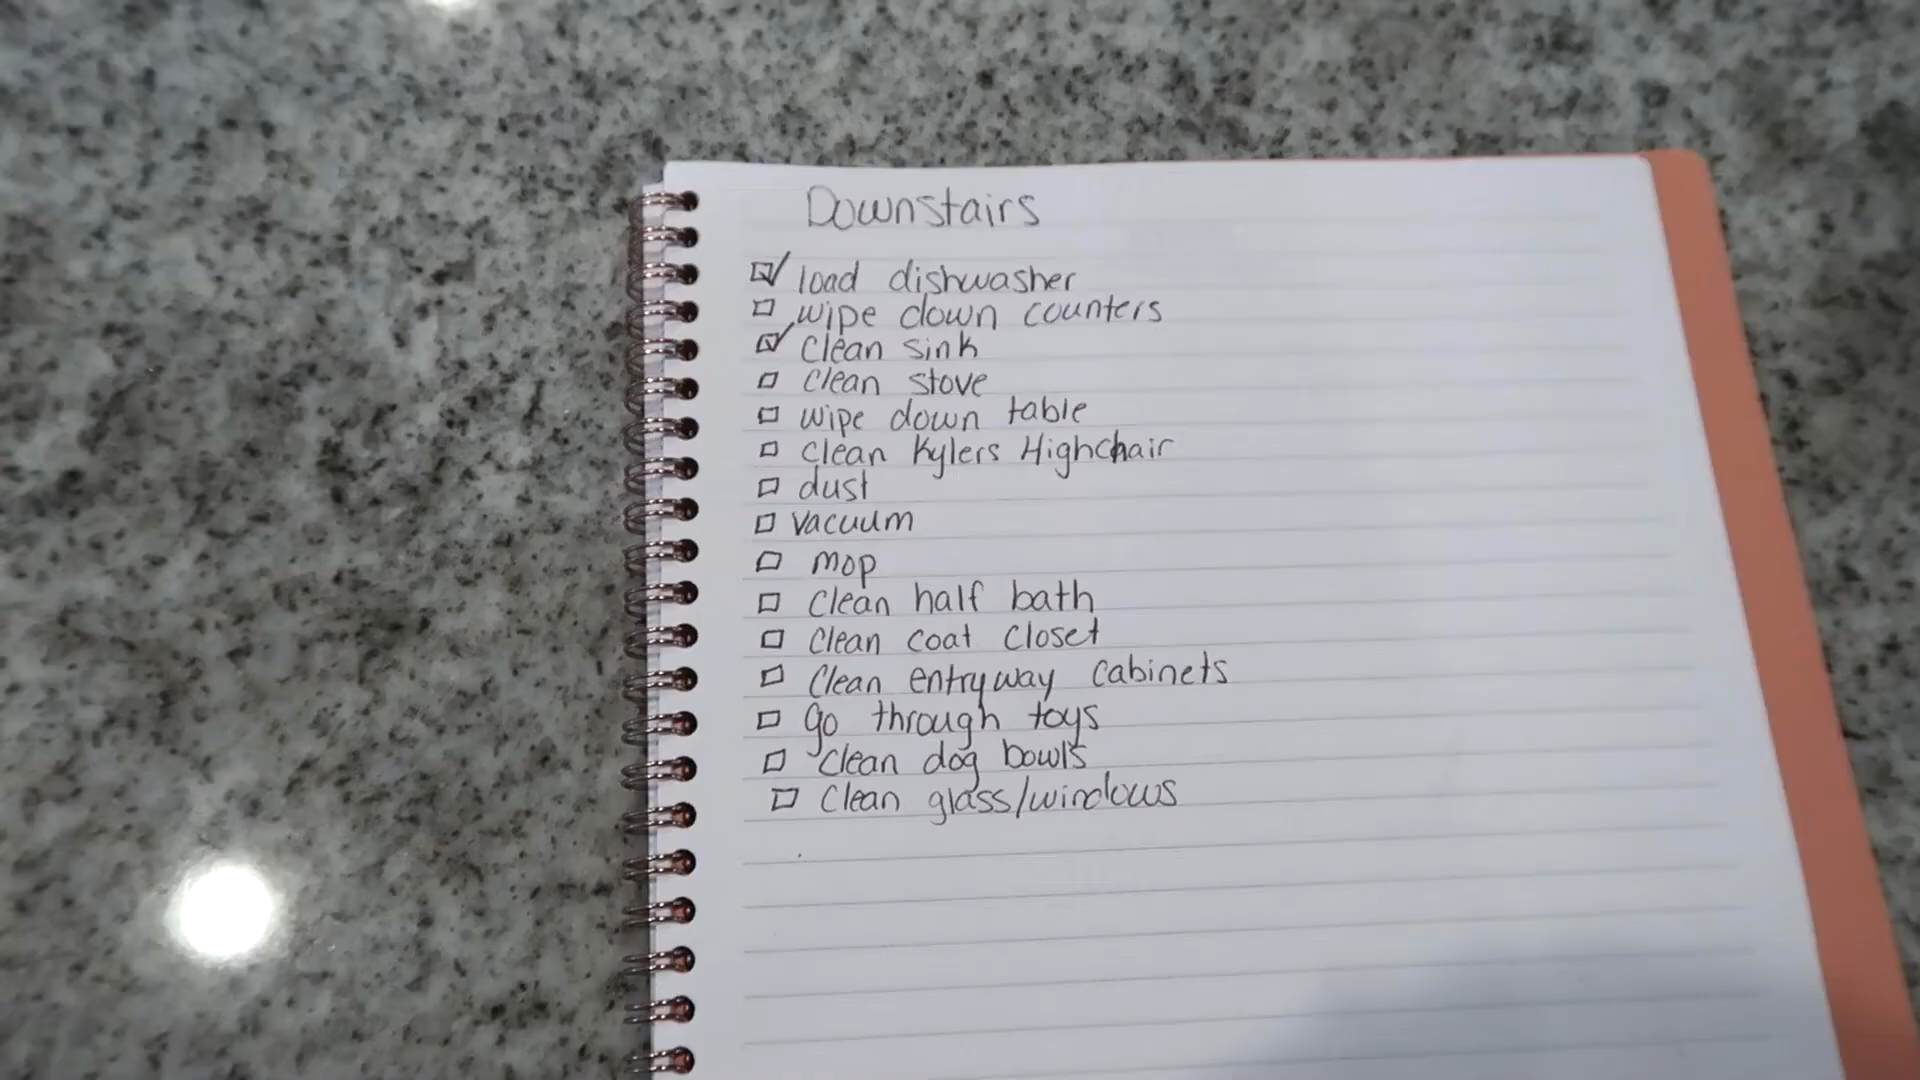 Downstairs
☑ load dishwasher
☐ wipe down counters
☑ clean sink
☐ clean stove
☐ wipe down table
☐ clean Kylers Highchair
☐ dust
☐ vacuum
☐ mop
☐ clean half bath
☐ clean coat closet
☐ clean entryway cabinets
☐ go through toys
☐ clean dog bowls
☐ clean glass/windows